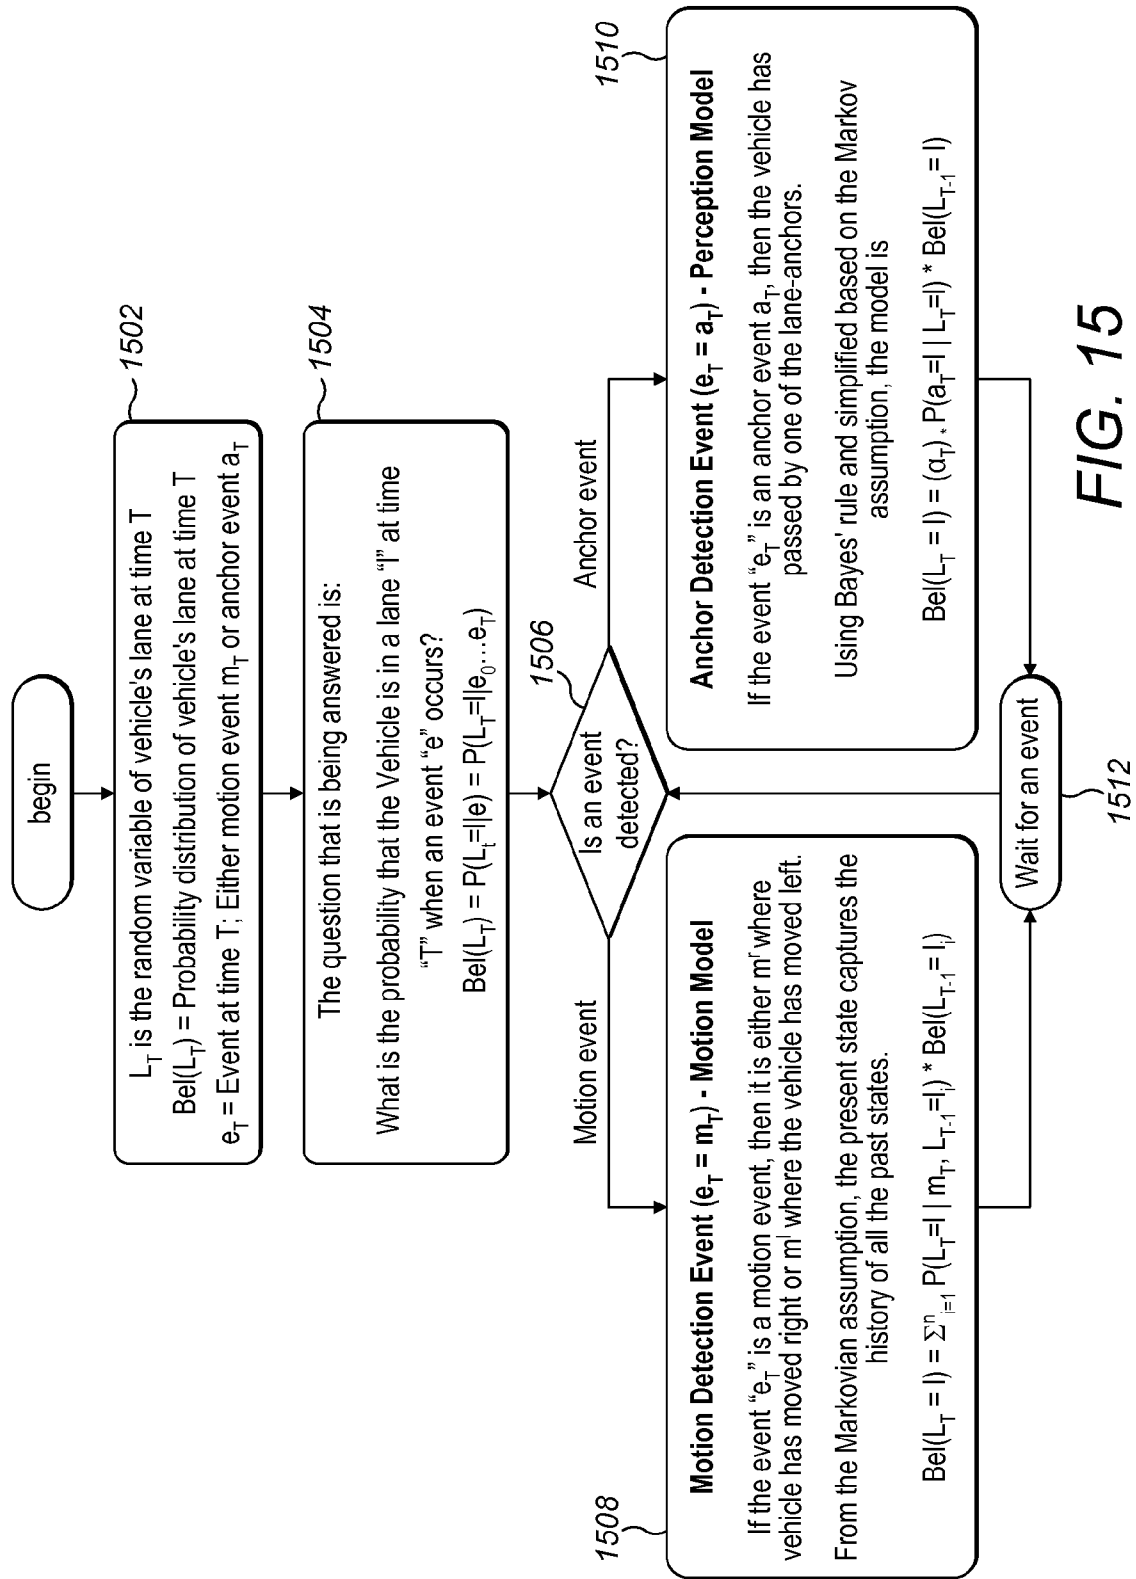 begin
1502
L_T is the random variable of vehicle's lane at time T
Bel(L_T) = Probability distribution of vehicle's lane at time T
e_T = Event at time T; Either motion event m_T or anchor event a_T
1504
The question that is being answered is:
What is the probability that the Vehicle is in a lane “l” at time
“T” when an event “e” occurs?
Bel(L_T) = P(L_t=l|e) = P(L_T=l|e_0...e_T)
1506
Is an event
detected?
Motion event
Anchor event
1508
Motion Detection Event (e_T = m_T) - Motion Model
If the event “e_T” is a motion event, then it is either m^r where
vehicle has moved right or m^l where the vehicle has moved left.
From the Markovian assumption, the present state captures the
history of all the past states.
Bel(L_T = l) = Σ^n_{i=1} P(L_T=l | m_T, L_{T-1}=l_i) * Bel(L_{T-1} = l_i)
1510
Anchor Detection Event (e_T = a_T) - Perception Model
If the event “e_T” is an anchor event a_T, then the vehicle has
passed by one of the lane-anchors.
Using Bayes' rule and simplified based on the Markov
assumption, the model is
Bel(L_T = l) = (α_T) * P(a_T=l | L_T=l) * Bel(L_{T-1} = l)
Wait for an event
1512
FIG. 15